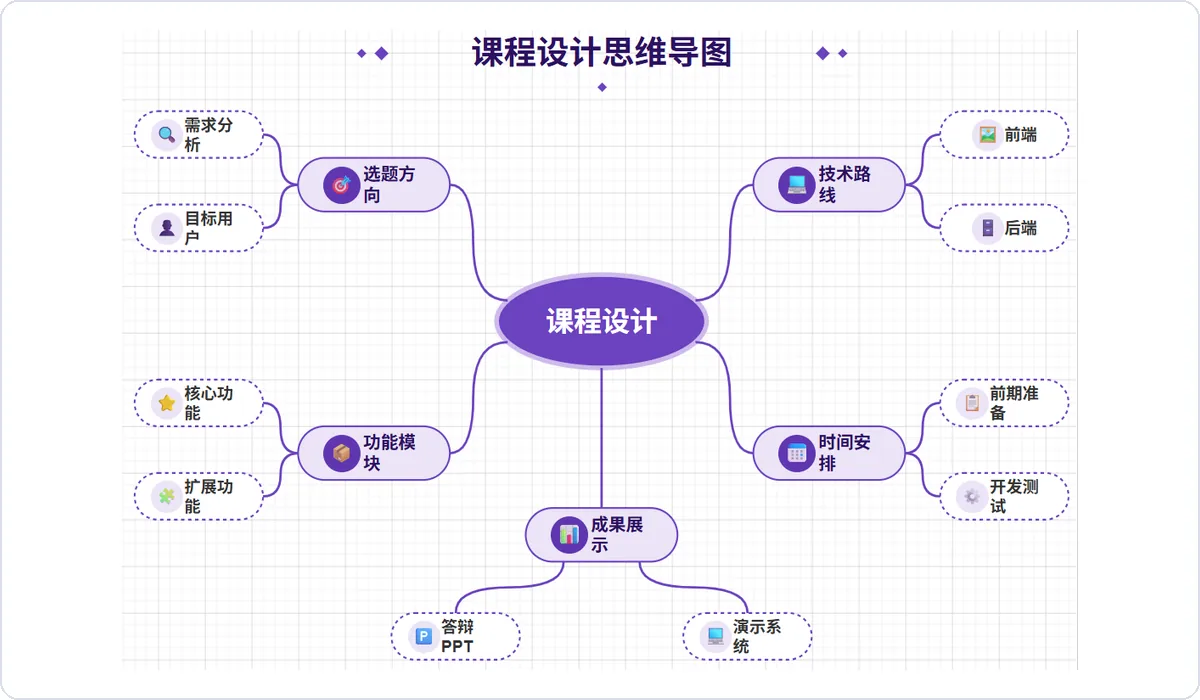 课程设计思维导图
需求分
析
目标用
户
选题方
向
技术路
线
前端
后端
课程设计
核心功
能
扩展功
能
功能模
块
时间安
排
前期准
备
开发测
试
成果展
示
答辩
PPT
演示系
统